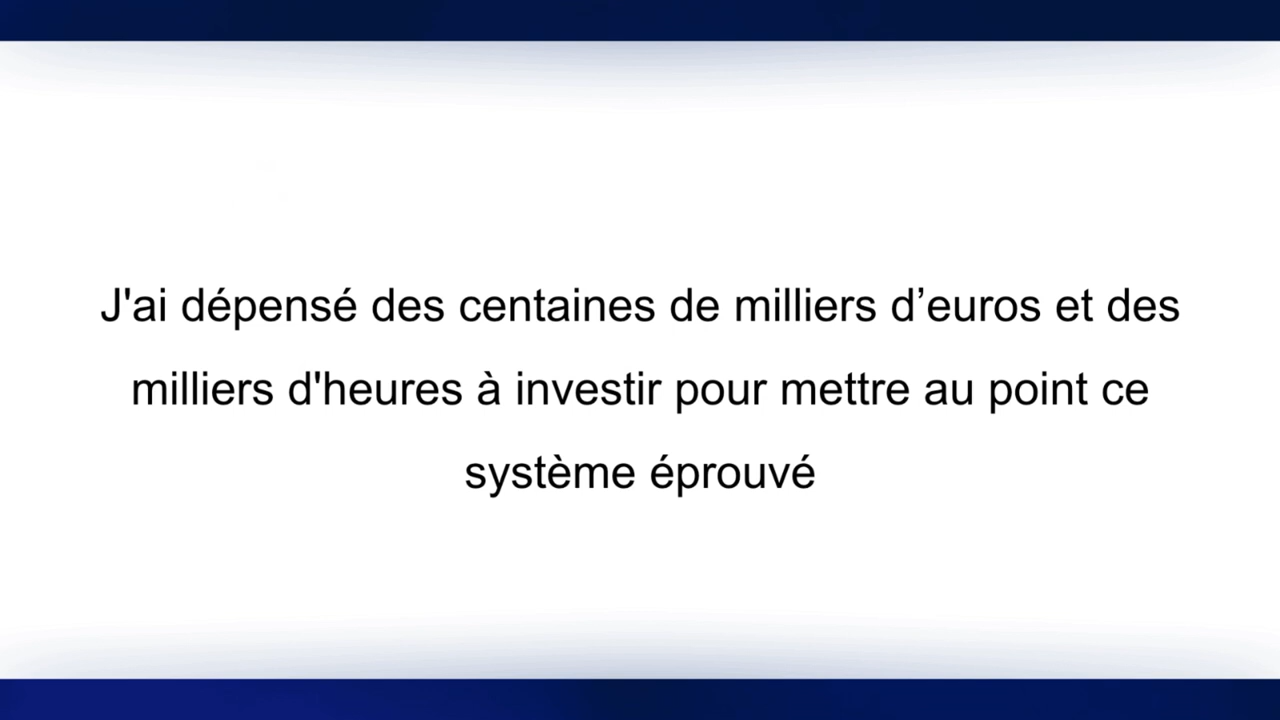 J'ai dépensé des centaines de milliers d’euros et des
milliers d'heures à investir pour mettre au point ce
système éprouvé